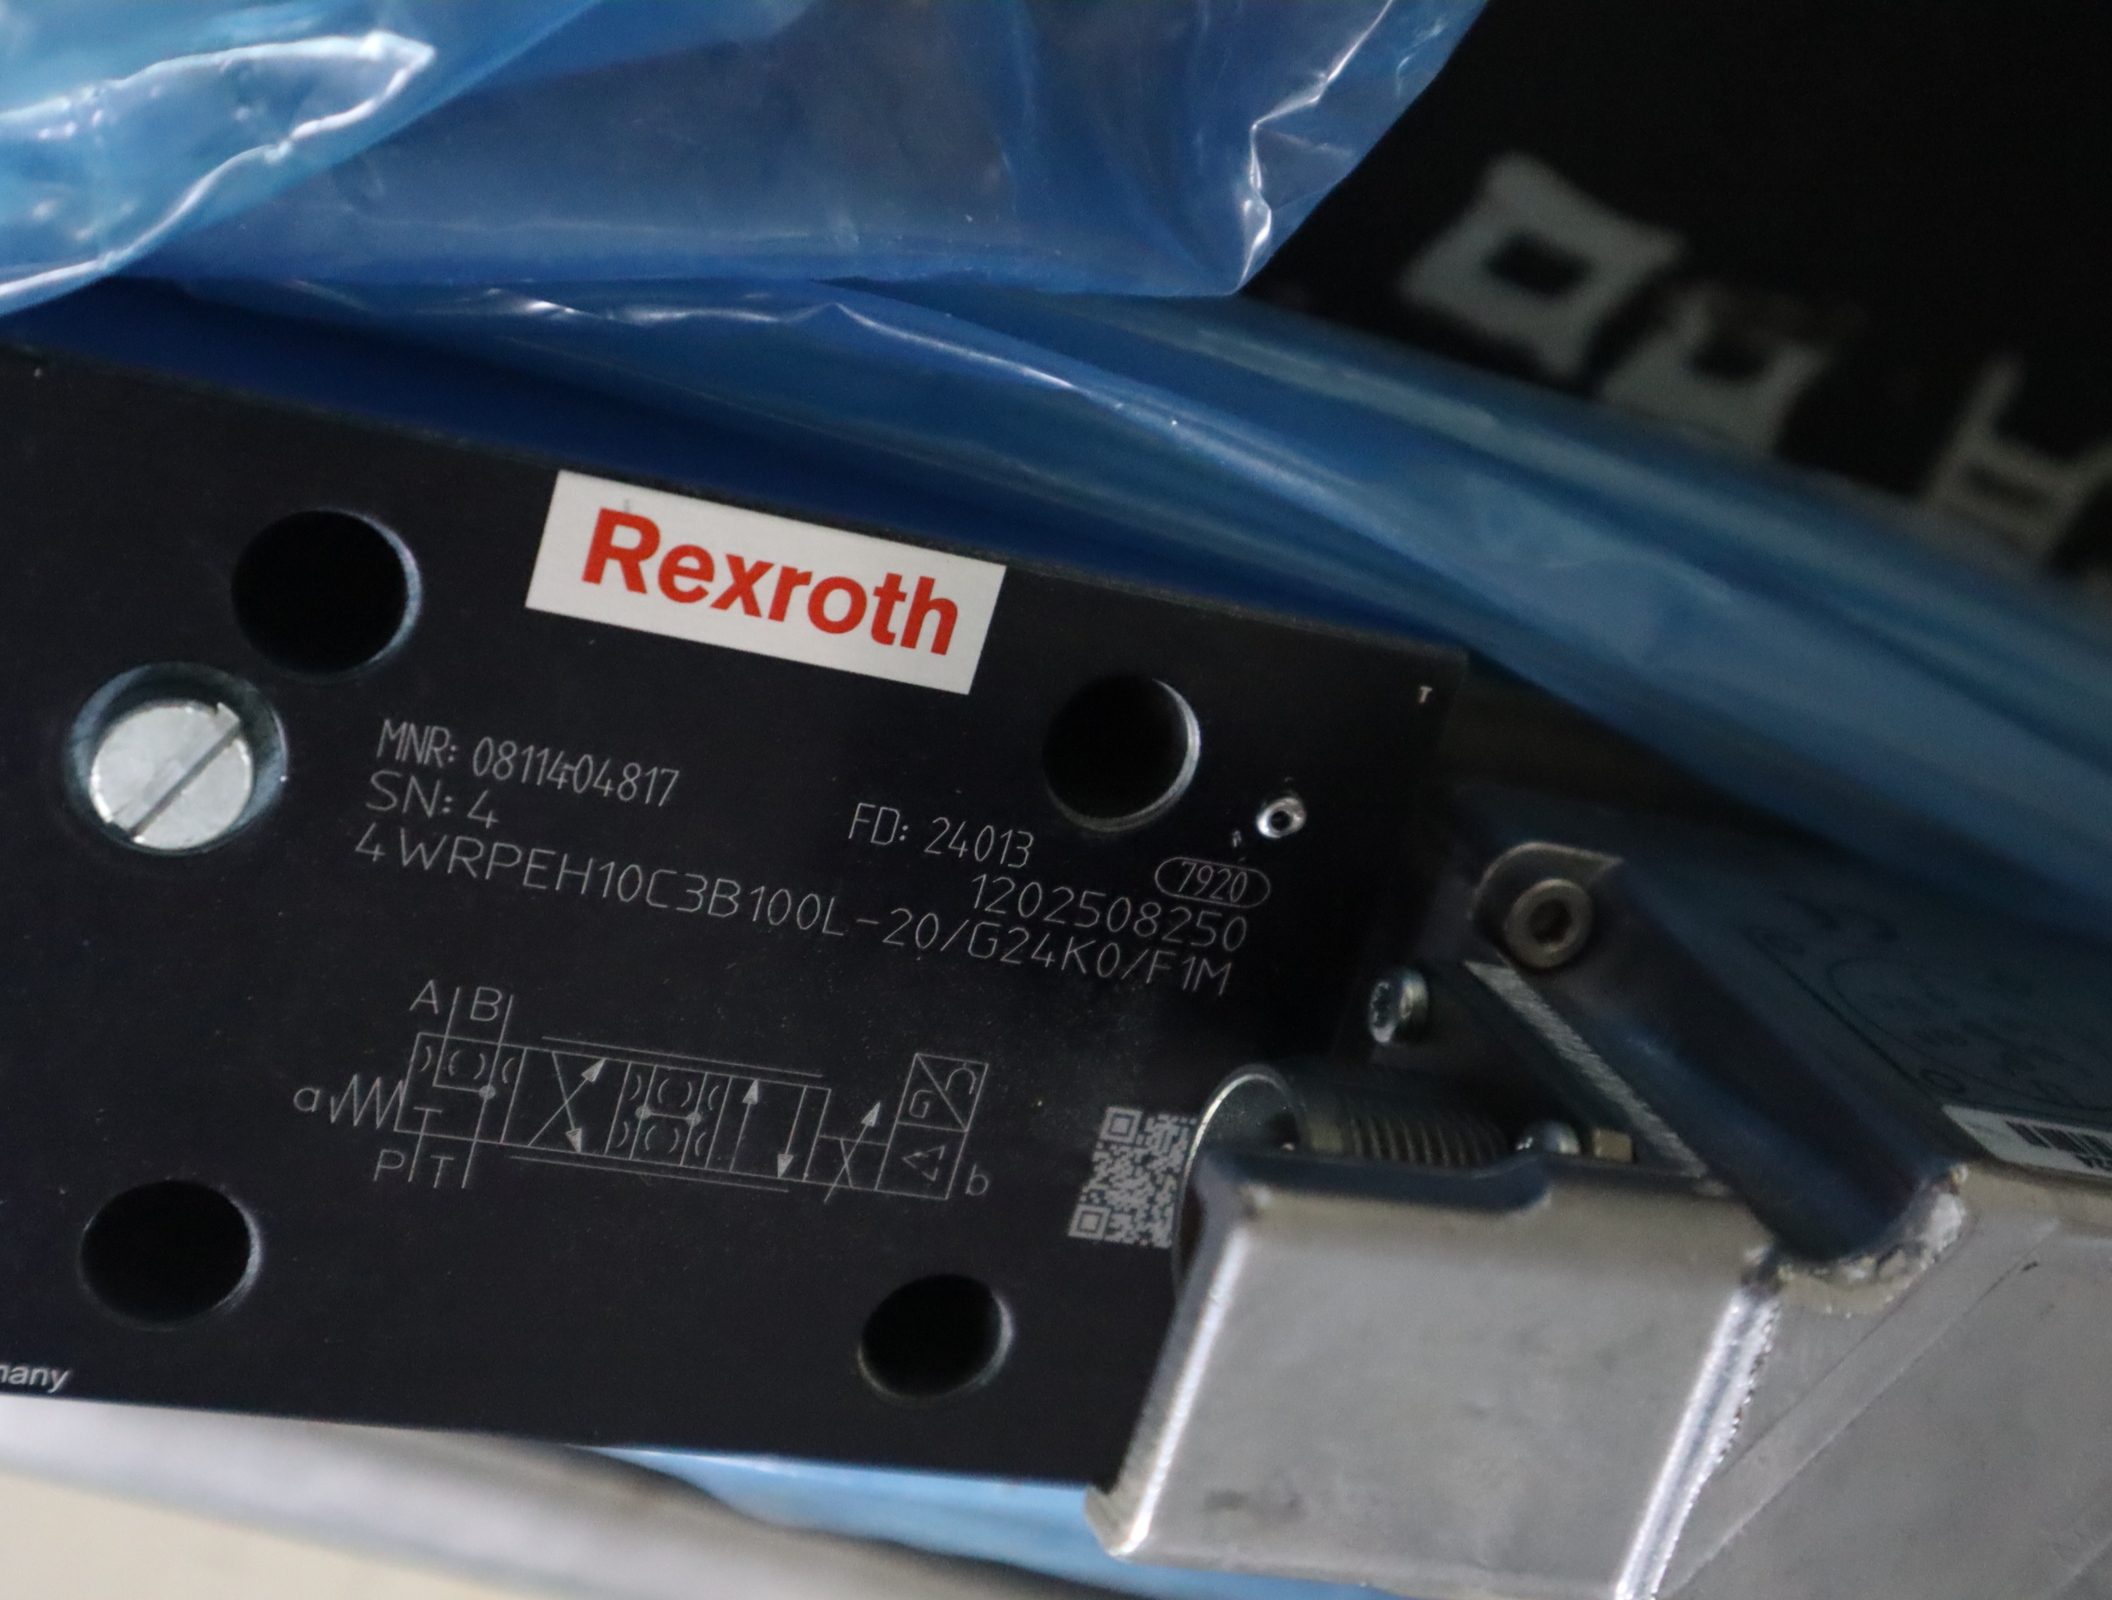 Rexroth
T
MNR: 0811404817
SN: 4
FD: 24013
7920
1202508250
4WRPEH10C3B100L-20/G24K0/F1M
A B
a
b
P T
many